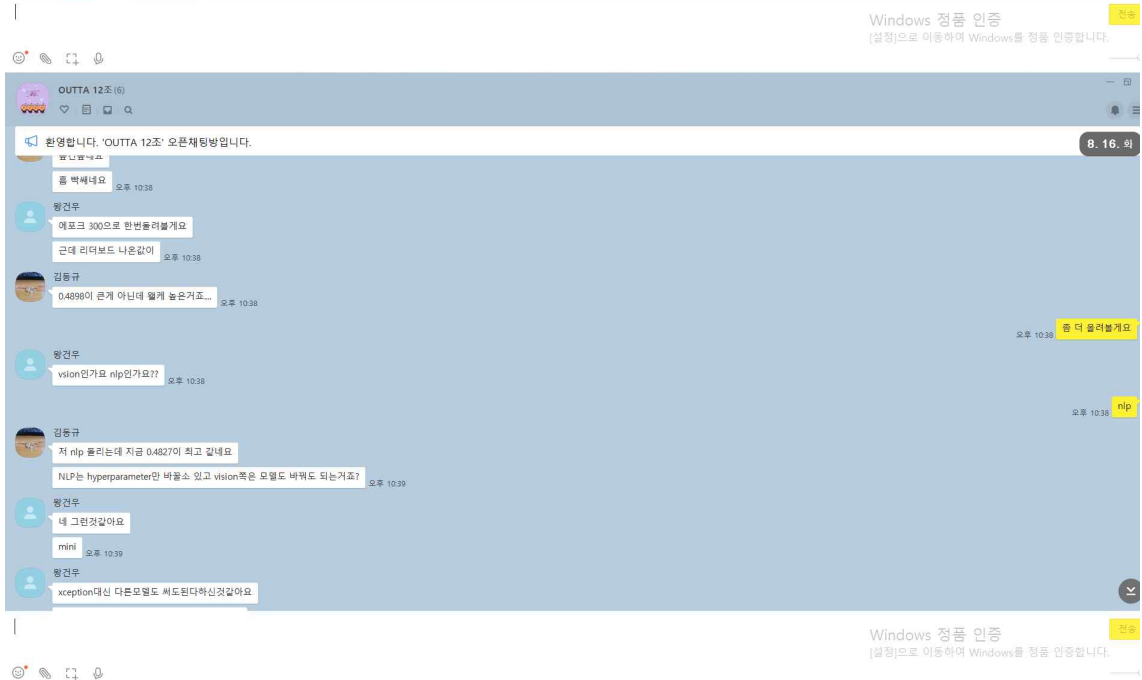 전송
Windows 정품 인증
[설정]으로 이동하여 Windows를 정품 인증합니다.
OUTTA 12조 (6)
환영합니다. 'OUTTA 12조' 오픈채팅방입니다.
8. 16. 화
흠 빡쎄네요
오후 10:38
왕건우
에포크 300으로 한번돌려볼게요
근데 리더보드 나온값이
오후 10:38
김동규
0.4898이 큰게 아닌데 왤케 높은거죠,,,,
오후 10:38
좀 더 올려볼게요
오후 10:38
왕건우
vsion인가요 nlp인가요??
오후 10:38
nlp
오후 10:38
김동규
저 nlp 돌리는데 지금 0.4827이 최고 같네요
NLP는 hyperparameter만 바꿀소 있고 vision쪽은 모델도 바꿔도 되는거죠?
오후 10:39
왕건우
네 그런것같아요
mini
오후 10:39
왕건우
xception대신 다른모델도 써도된다하신것같아요
전송
Windows 정품 인증
[설정]으로 이동하여 Windows를 정품 인증합니다.